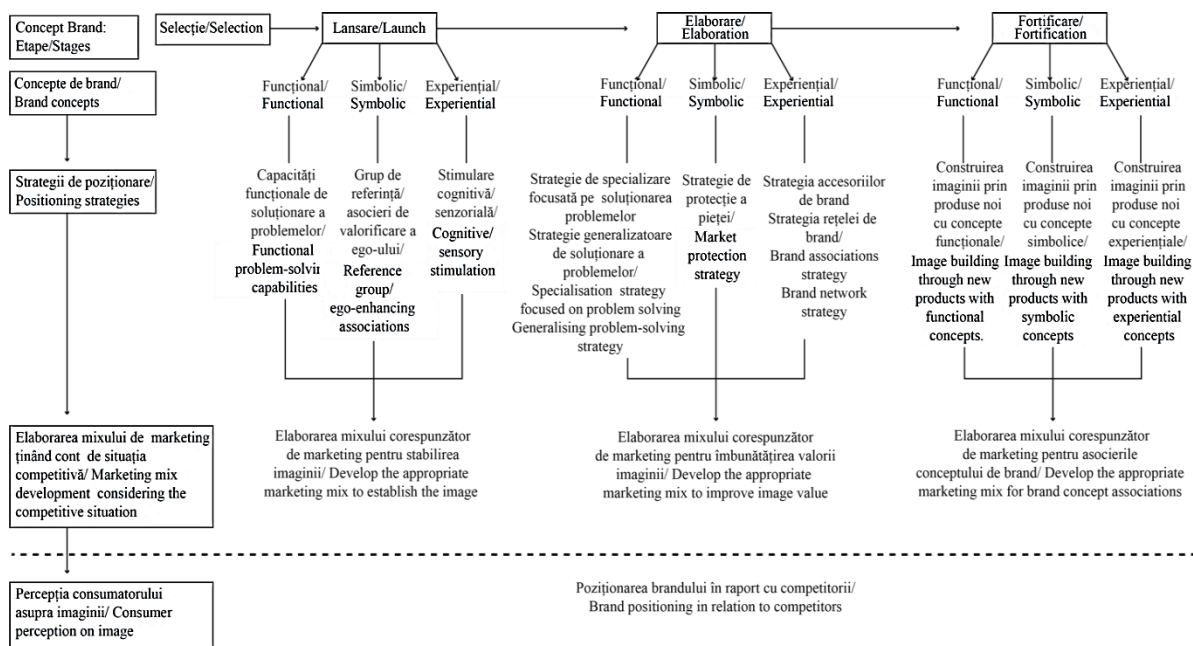 Concept Brand:
Etape/Stages
Selecție/Selection
Lansare/Launch
Elaborare/
Elaboration
Fortificare/
Fortification
Concepte de brand/
Brand concepts
Funcțional/
Functional
Simbolic/
Symbolic
Experiențial/
Experiential
Funcțional/
Functional
Simbolic/
Symbolic
Experiențial/
Experiential
Funcțional/
Functional
Simbolic/
Symbolic
Experiențial/
Experiential
Strategii de poziționare/
Positioning strategies
Capacități
funcționale de
soluționare a
problemelor/
Functional
problem-solvin
capabilities
Grup de
referință/
asocieri de
valorificare a
ego-ului/
Reference
group/
ego-enhancing
associations
Stimulare
cognitivă/
senzorială/
Cognitive/
sensory
stimulation
Strategie de specializare
focusată pe soluționarea
problemelor
Strategie generalizatoare
de soluționare a
problemelor/
Specialisation strategy
focused on problem solving
Generalising problem-solving
strategy
Strategie de
protecție a
pieței/
Market
protection
strategy
Strategia accesoriilor
de brand
Strategia rețelei de
brand/
Brand associations
strategy
Brand network
strategy
Construirea
imaginii prin
produse noi
cu concepte
funcționale/
Image building
through new
products with
functional
concepts.
Construirea
imaginii prin
produse noi
cu concepte
simbolice/
Image building
through new
products with
symbolic
concepts
Construirea
imaginii prin
produse noi
cu concepte
experiențiale/
Image building
through new
products with
experiential
concepts
Elaborarea mixului de marketing
ținând cont de situația
competitivă/ Marketing mix
development considering the
competitive situation
Elaborarea mixului corespunzător
de marketing pentru stabilirea
imaginii/ Develop the appropriate
marketing mix to establish the image
Elaborarea mixului corespunzător
de marketing pentru îmbunătățirea valorii
imaginii/ Develop the appropriate
marketing mix to improve image value
Elaborarea mixului corespunzător
de marketing pentru asocierile
conceptului de brand/ Develop the appropriate
marketing mix for brand concept associations
Percepția consumatorului
asupra imaginii/ Consumer
perception on image
Poziționarea brandului în raport cu competitorii/
Brand positioning in relation to competitors